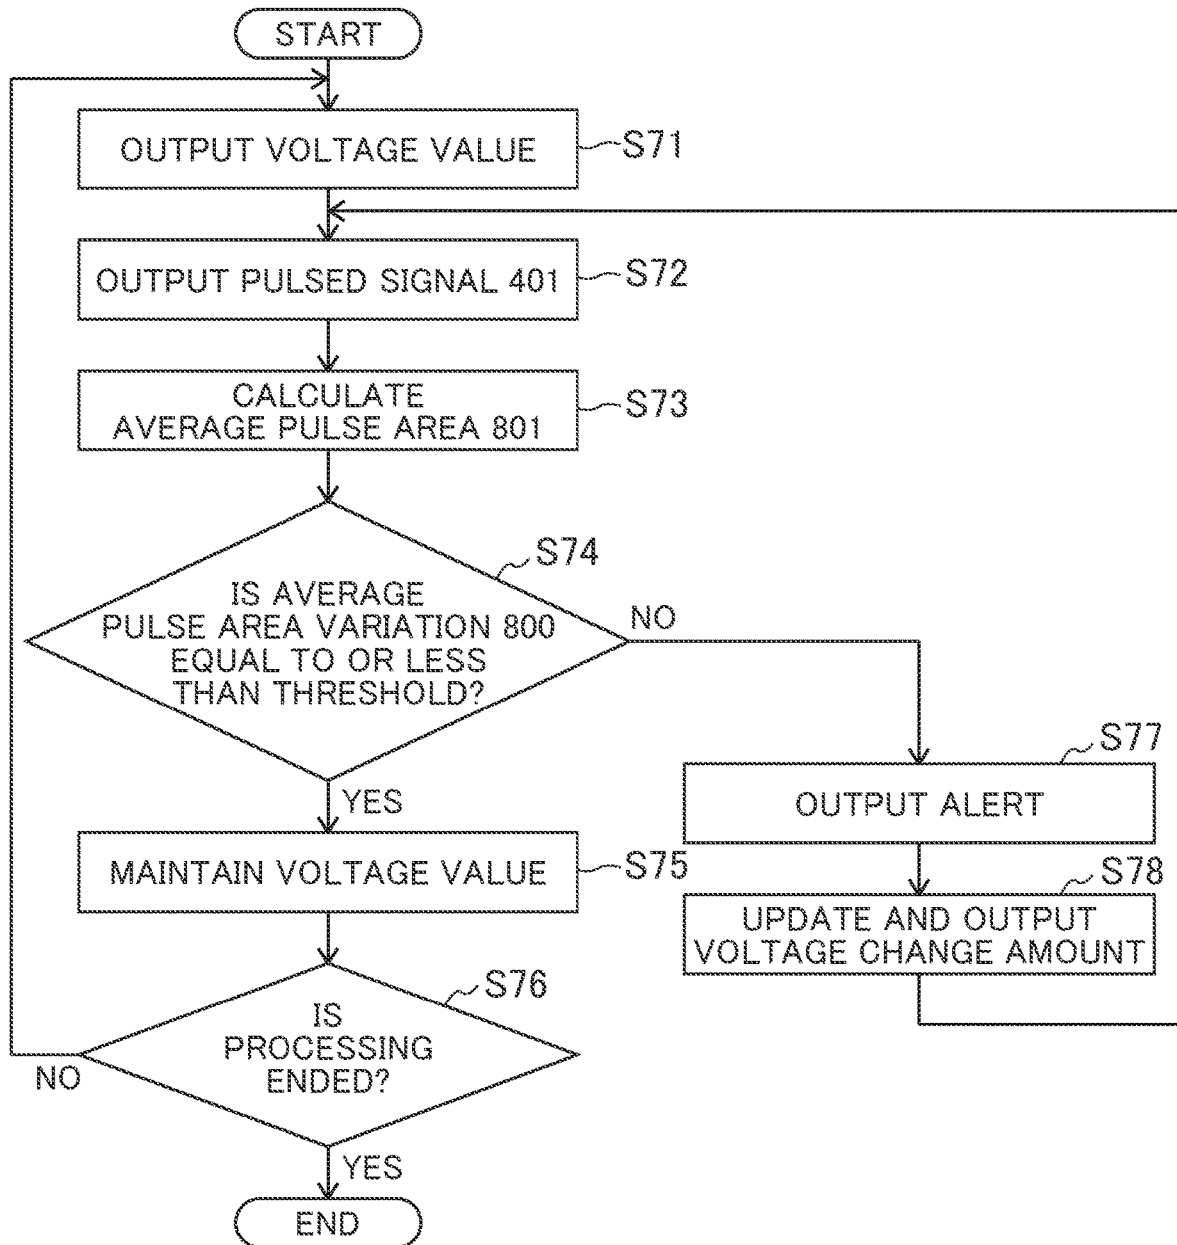 START
OUTPUT VOLTAGE VALUE
S71
OUTPUT PULSED SIGNAL 401
S72
CALCULATE
AVERAGE PULSE AREA 801
S73
S74
IS AVERAGE
PULSE AREA VARIATION 800
EQUAL TO OR LESS
THAN THRESHOLD?
NO
YES
S77
OUTPUT ALERT
MAINTAIN VOLTAGE VALUE
S75
S78
UPDATE AND OUTPUT
VOLTAGE CHANGE AMOUNT
S76
IS
PROCESSING
ENDED?
NO
YES
END